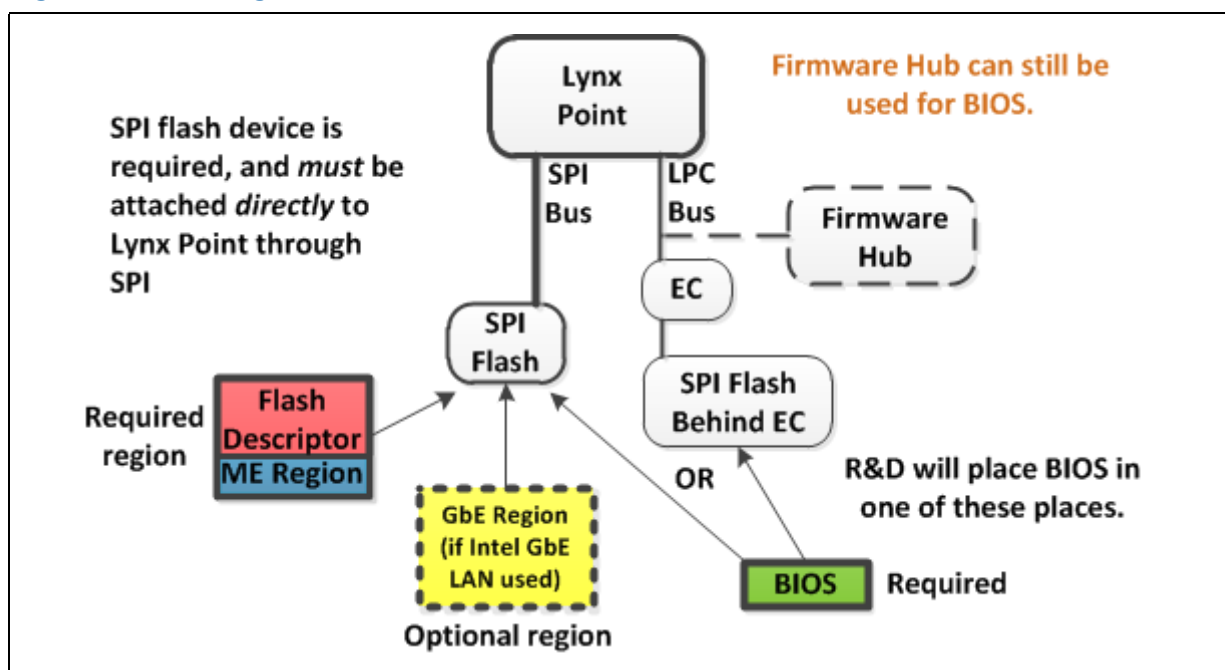 Lynx
Point
Firmware Hub can still be
used for BIOS.
SPI flash device is
required, and must be
attached directly to
Lynx Point through
SPI
SPI
Bus
LPC
Bus
Firmware
Hub
EC
SPI
Flash
SPI Flash
Behind EC
Required
region
Flash
Descriptor
ME Region
OR
R&D will place BIOS in
one of these places.
GbE Region
(if Intel GbE
LAN used)
Optional region
BIOS
Required